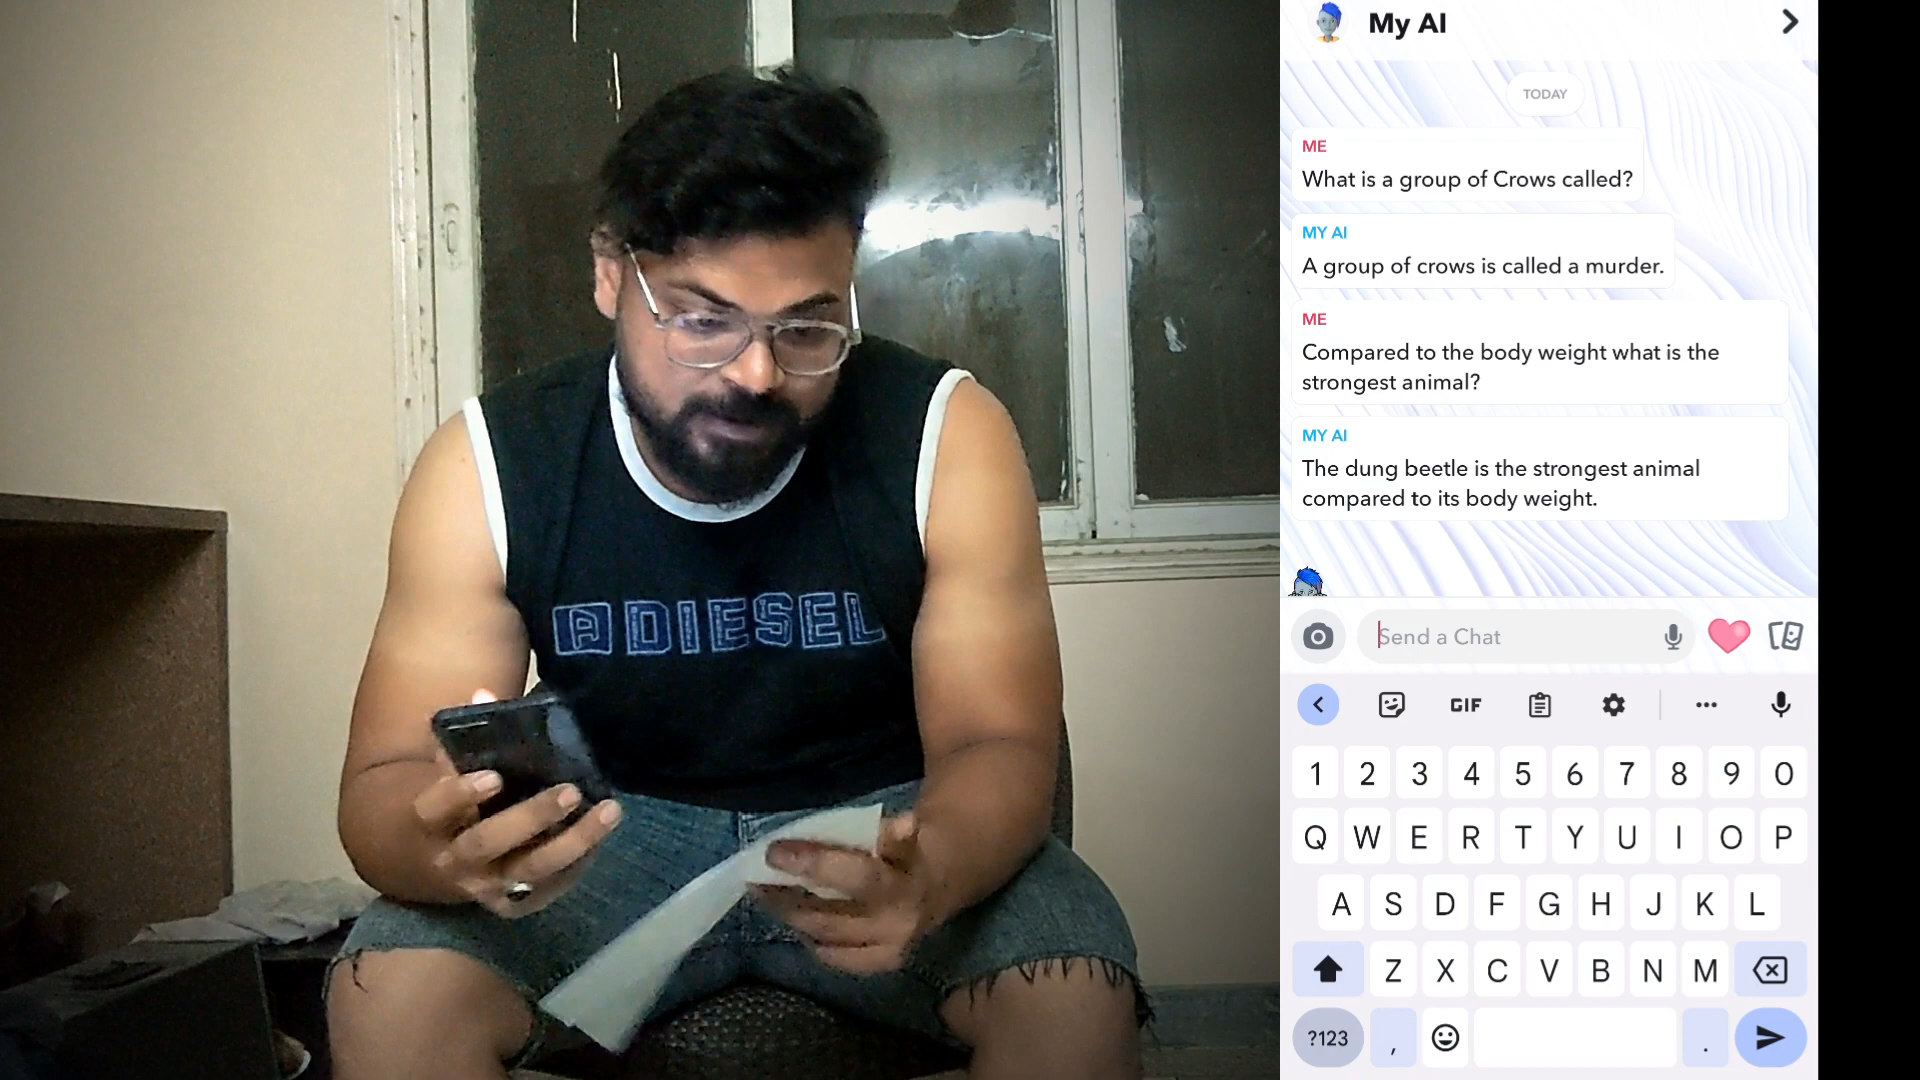 ADIESEL
My AI
TODAY
ME
What is a group of Crows called?
MY AI
A group of crows is called a murder.
ME
Compared to the body weight what is the
strongest animal?
MY AI
The dung beetle is the strongest animal
compared to its body weight.
Send a Chat
GIF
1 2 3 4 5 6 7 8 9 0
Q W E R T Y U I O P
A S D F G H J K L
Z X C V B N M
?123 , .